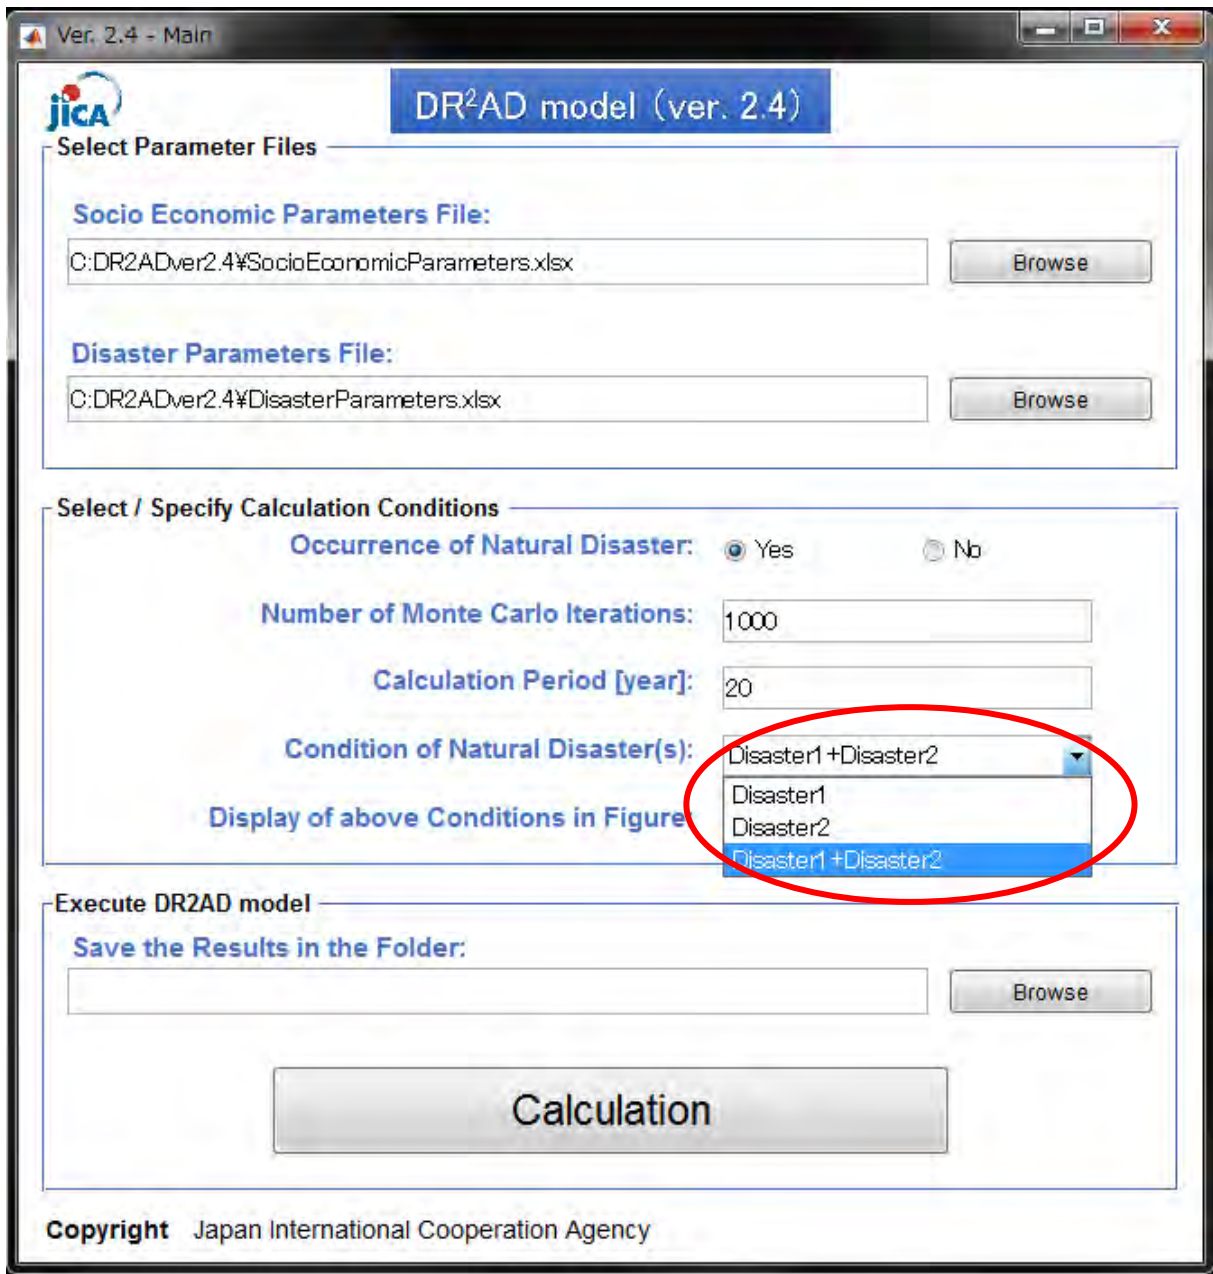 Ver. 2.4 - Main
jICA
DR²AD model (ver. 2.4)
Select Parameter Files
Socio Economic Parameters File:
C:DR2ADver2.4¥SocioEconomicParameters.xlsx
Browse
Disaster Parameters File:
C:DR2ADver2.4¥DisasterParameters.xlsx
Browse
Select / Specify Calculation Conditions
Occurrence of Natural Disaster: Yes No
Number of Monte Carlo Iterations: 1000
Calculation Period [year]: 20
Condition of Natural Disaster(s): Disaster1+Disaster2
Disaster1
Display of above Conditions in Figure: Disaster2
Disaster1+Disaster2
Execute DR2AD model
Save the Results in the Folder:
Browse
Calculation
Copyright Japan International Cooperation Agency